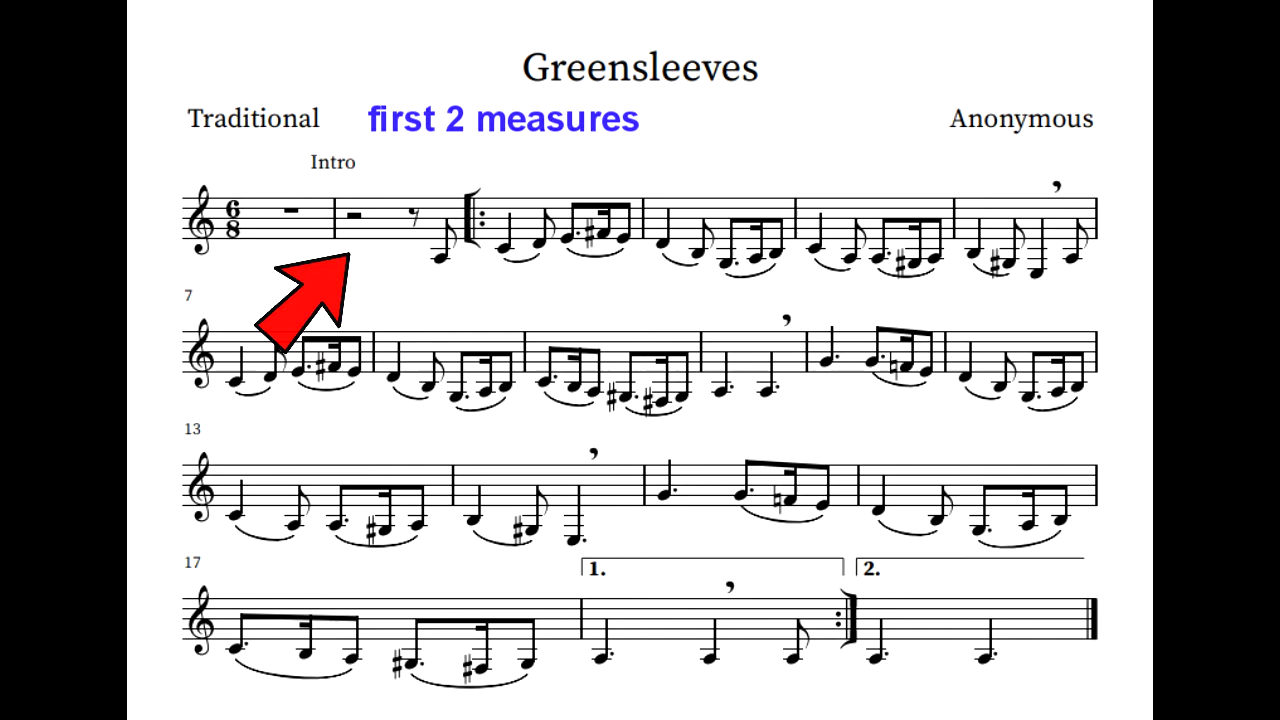 Greensleeves
Traditional
first 2 measures
Anonymous
Intro
6
8
7
13
17
1.
2.